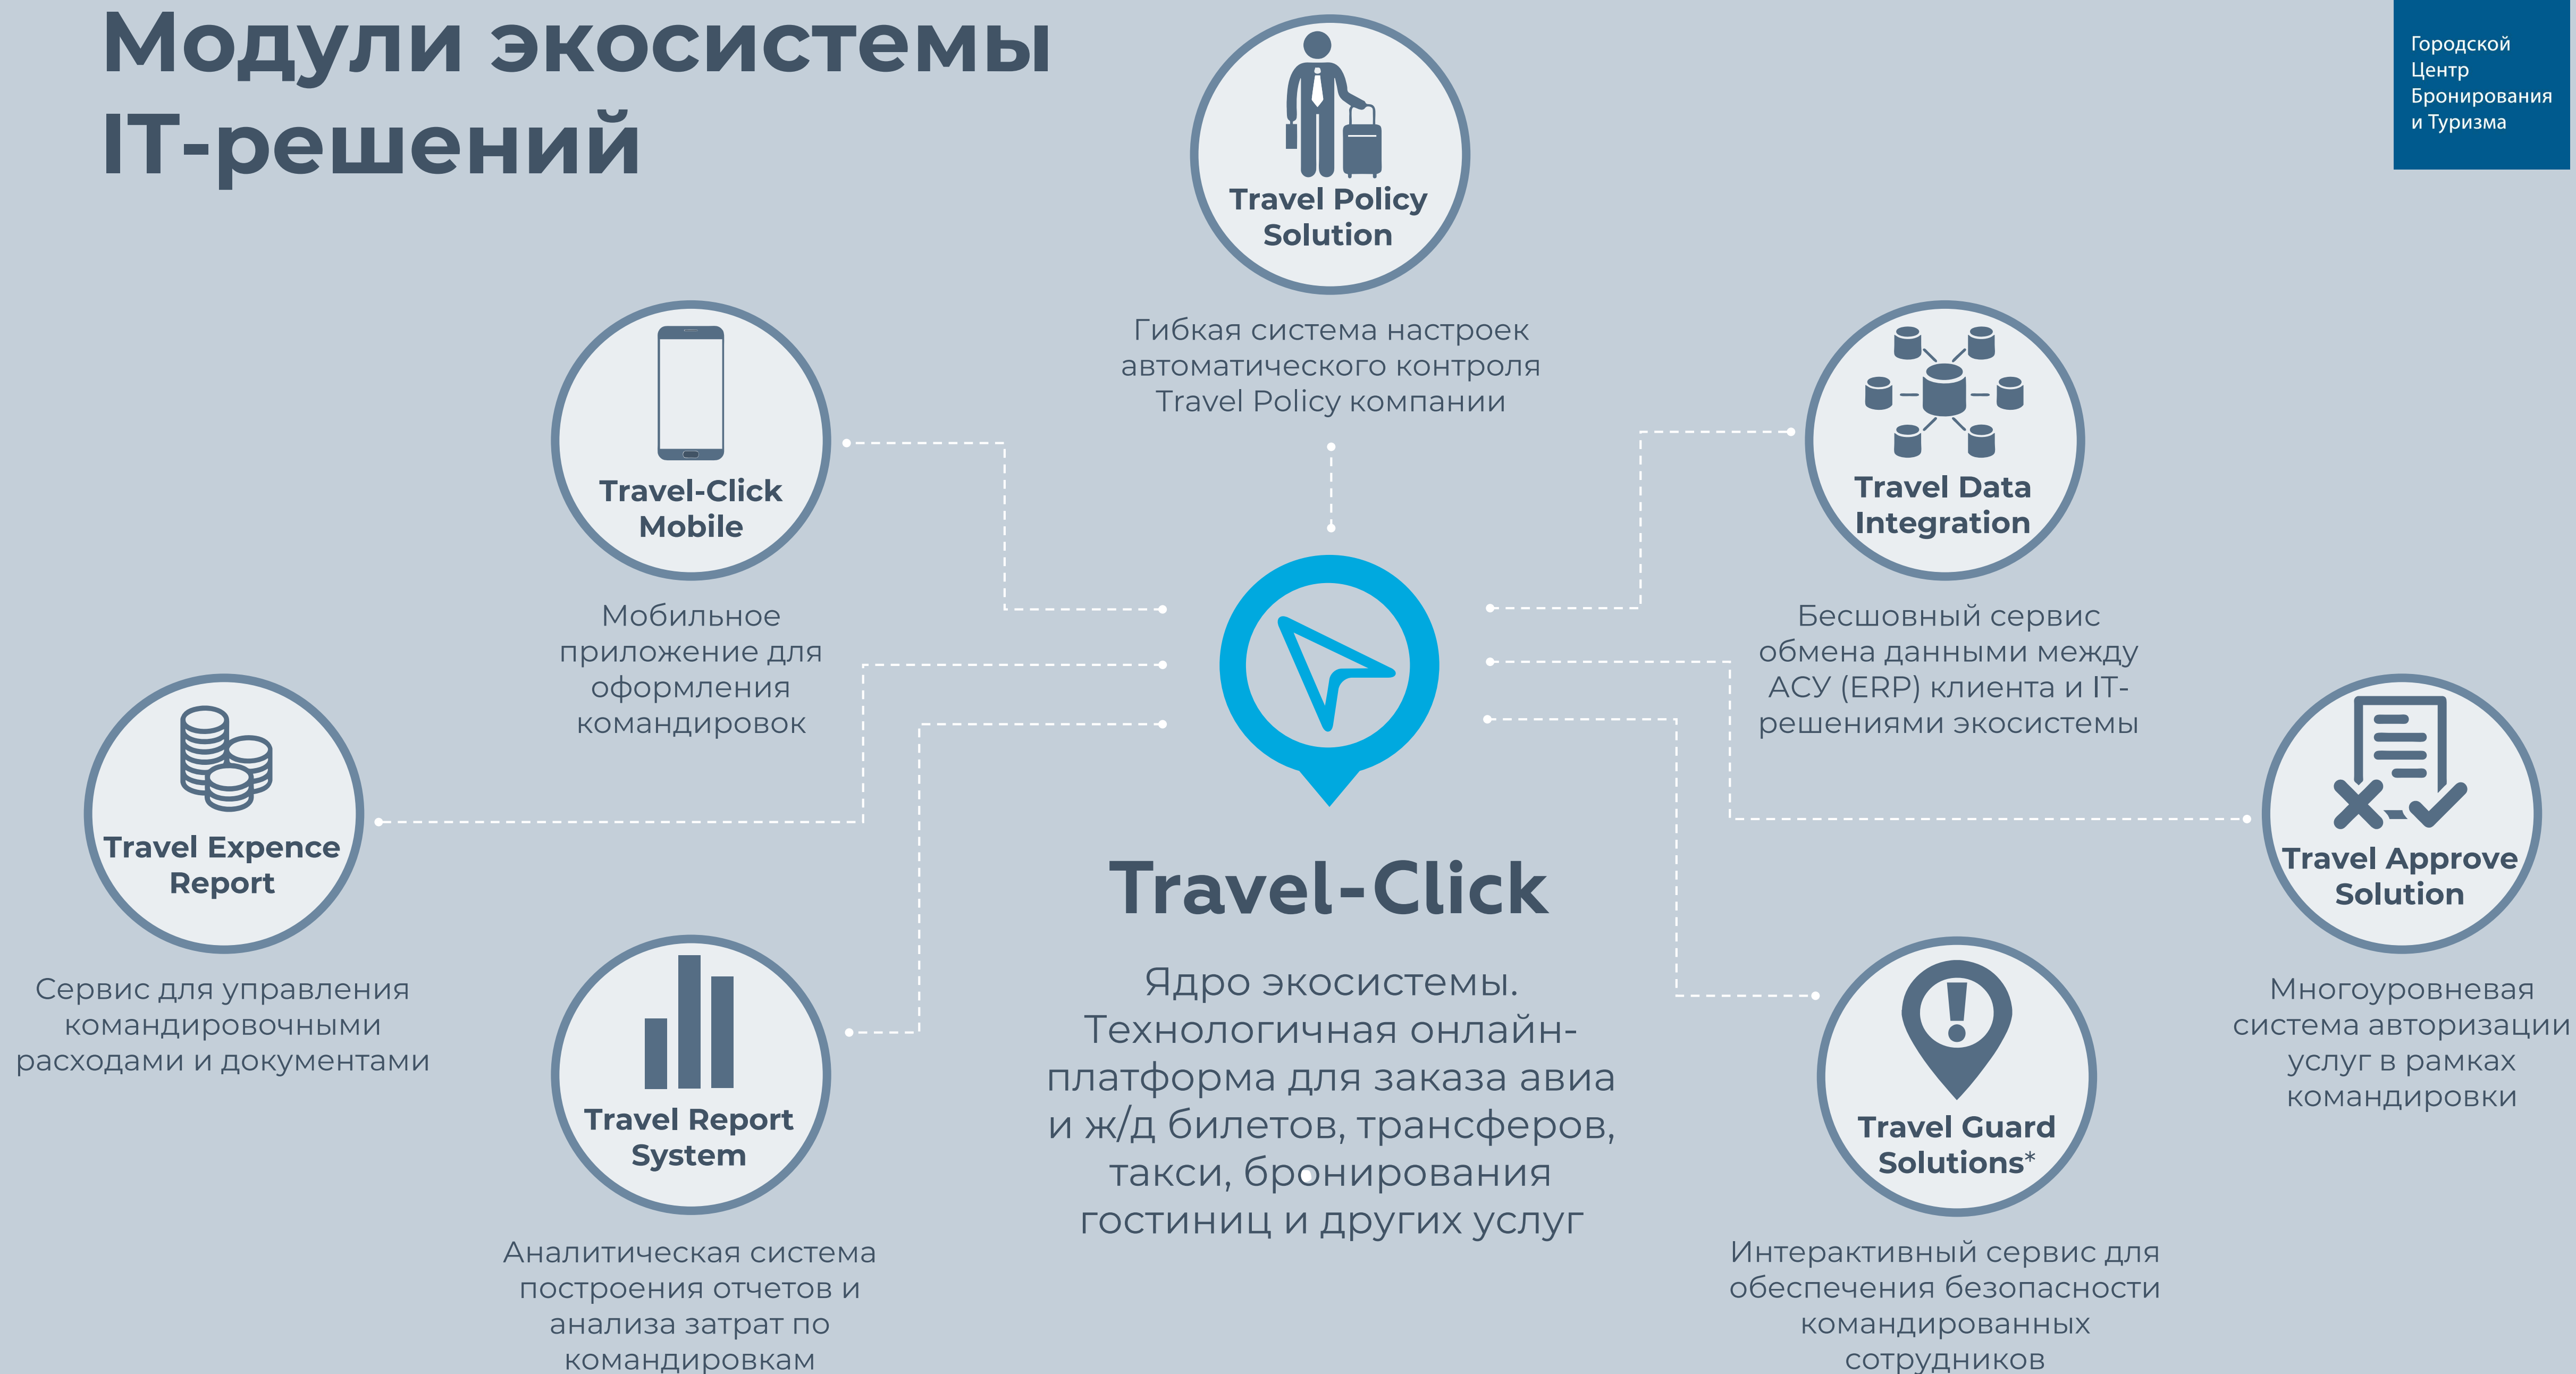 Модули экосистемы
IT-решений
Городской
Центр
Бронирования
и Туризма
Travel Policy
Solution
Гибкая система настроек
автоматического контроля
Travel Policy компании
Travel-Click
Mobile
Мобильное
приложение для
оформления
командировок
Travel Data
Integration
Бесшовный сервис
обмена данными между
АСУ (ERP) клиента и IT-
решениями экосистемы
Travel Expence
Report
Сервис для управления
командировочными
расходами и документами
Travel-Click
Ядро экосистемы.
Технологичная онлайн-
платформа для заказа авиа
и ж/д билетов, трансферов,
такси, бронирования
гостиниц и других услуг
Travel Approve
Solution
Многоуровневая
система авторизации
услуг в рамках
командировки
Travel Report
System
Аналитическая система
построения отчетов и
анализа затрат по
командировкам
Travel Guard
Solutions*
Интерактивный сервис для
обеспечения безопасности
командированных
сотрудников